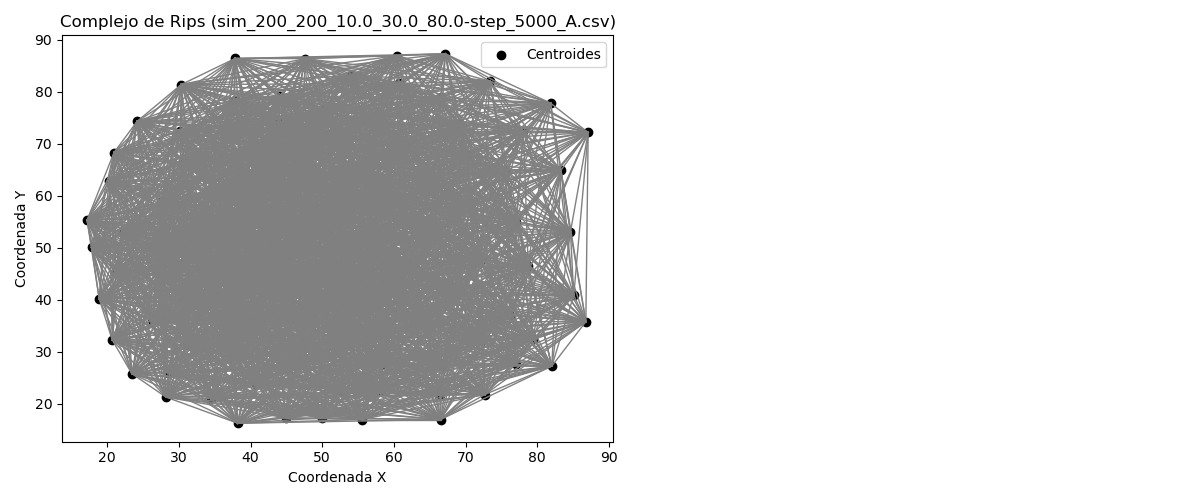 Complejo de Rips (sim_200_200_10.0_30.0_80.0-step_5000_A.csv)
Centroides
90
80
70
60
50
40
30
20
Coordenada Y
20 30 40 50 60 70 80 90
Coordenada X